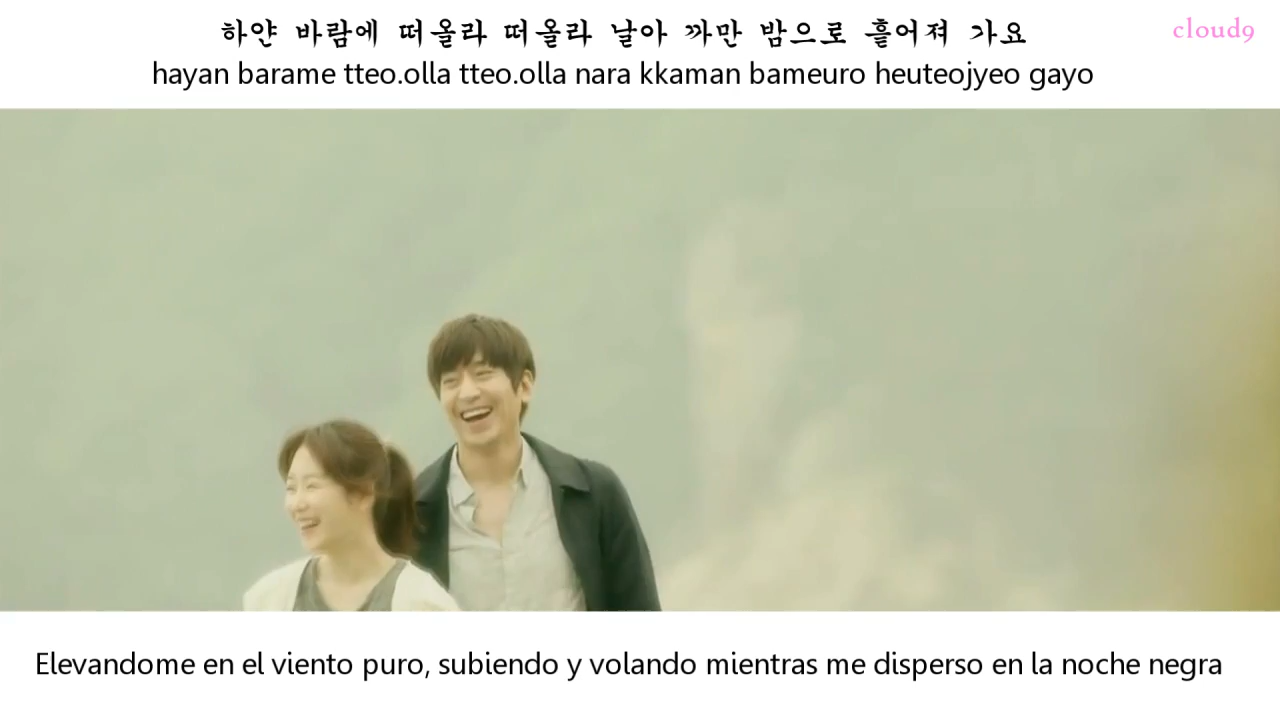 하얀 바람에 떠올라 떠올라 날아 까만 밤으로 흩어져 가요
cloud9
hayan barame tteo.olla tteo.olla nara kkaman bameuro heuteojyeo gayo
Elevandome en el viento puro, subiendo y volando mientras me disperso en la noche negra